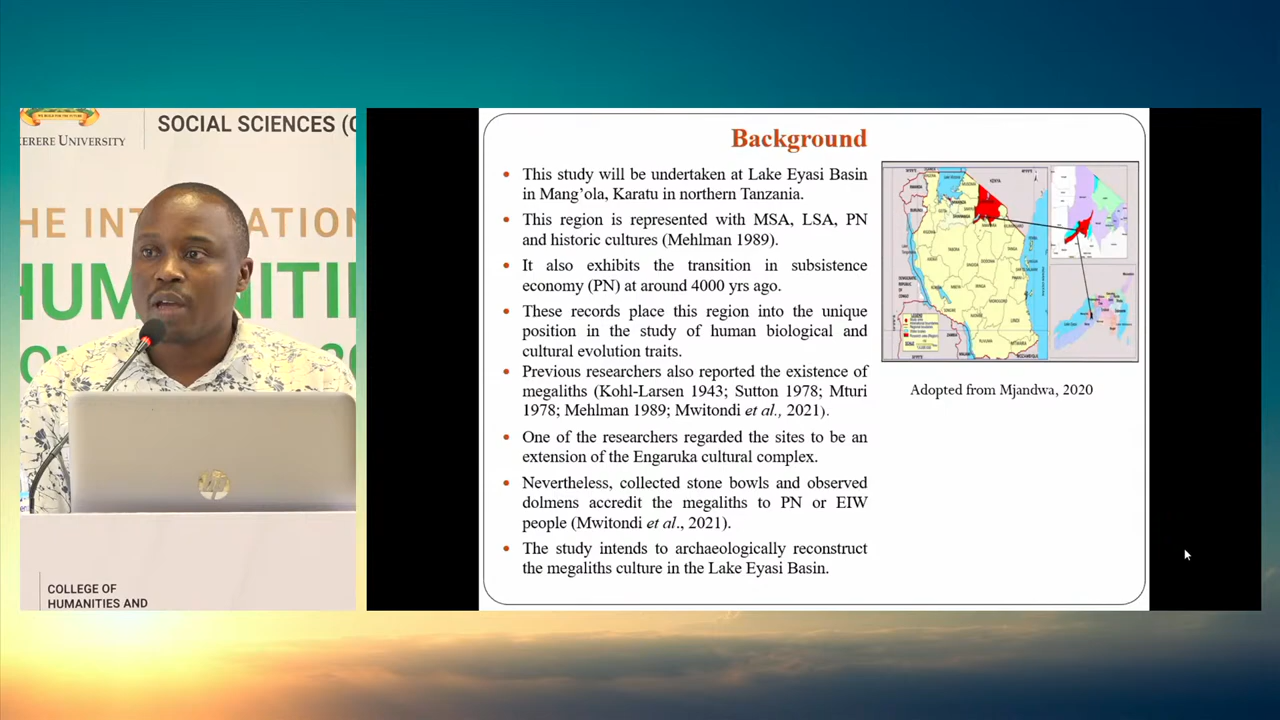 ERERE UNIVERSITY
SOCIAL SCIENCES (C
HE INT
ATION
HUM
NITI
COLLEGE OF
HUMANITIES AND
Background
• This study will be undertaken at Lake Eyasi Basin
in Mang’ola, Karatu in northern Tanzania.
• This region is represented with MSA, LSA, PN
and historic cultures (Mehlman 1989).
• It also exhibits the transition in subsistence
economy (PN) at around 4000 yrs ago.
• These records place this region into the unique
position in the study of human biological and
cultural evolution traits.
• Previous researchers also reported the existence of
megaliths (Kohl-Larsen 1943; Sutton 1978; Mturi
1978; Mehlman 1989; Mwitondi et al., 2021).
• One of the researchers regarded the sites to be an
extension of the Engaruka cultural complex.
• Nevertheless, collected stone bowls and observed
dolmens accredit the megaliths to PN or EIW
people (Mwitondi et al., 2021).
• The study intends to archaeologically reconstruct
the megaliths culture in the Lake Eyasi Basin.
Adopted from Mjandwa, 2020